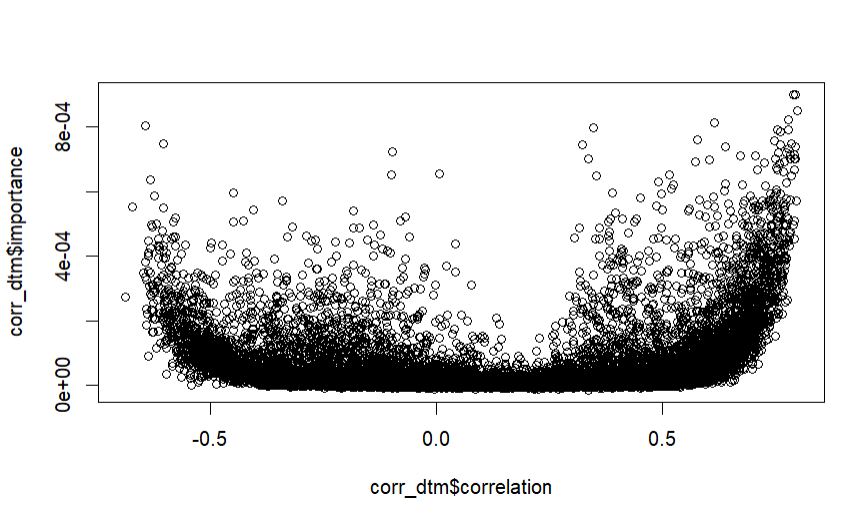 corr_dtm$importance
8e-04
4e-04
0e+00
-0.5
0.0
0.5
corr_dtm$correlation